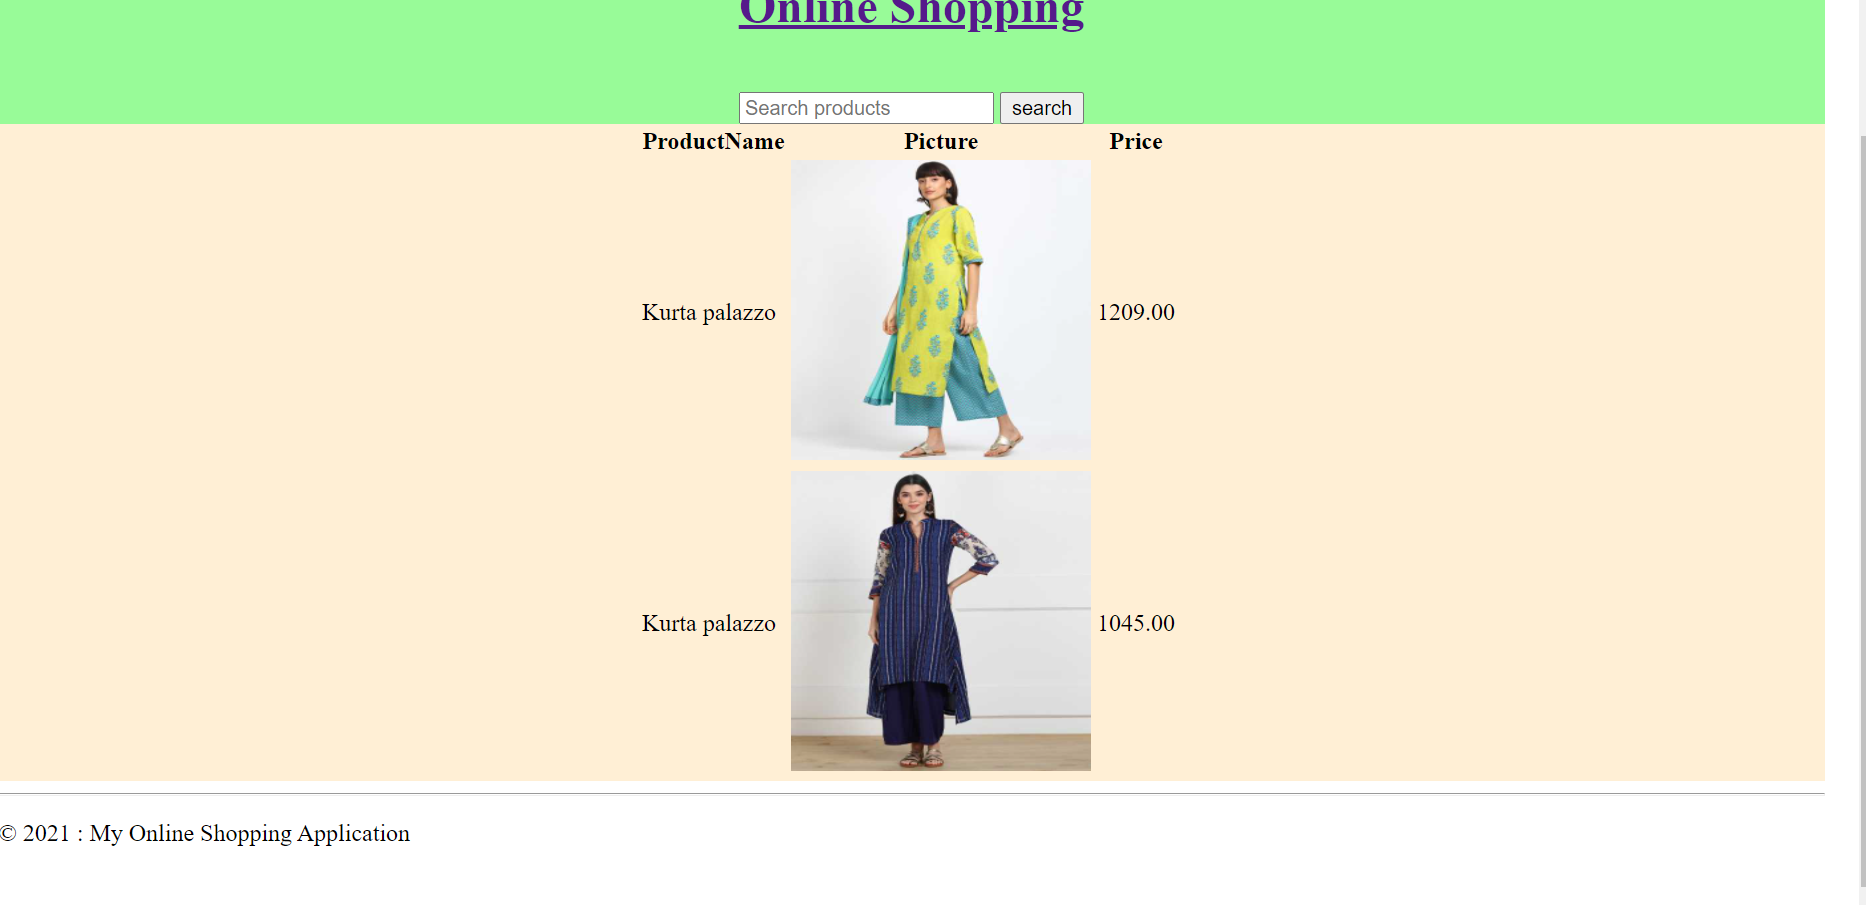 Online Shopping
Search products search
ProductName Picture Price
Kurta palazzo 1209.00
Kurta palazzo 1045.00
© 2021 : My Online Shopping Application